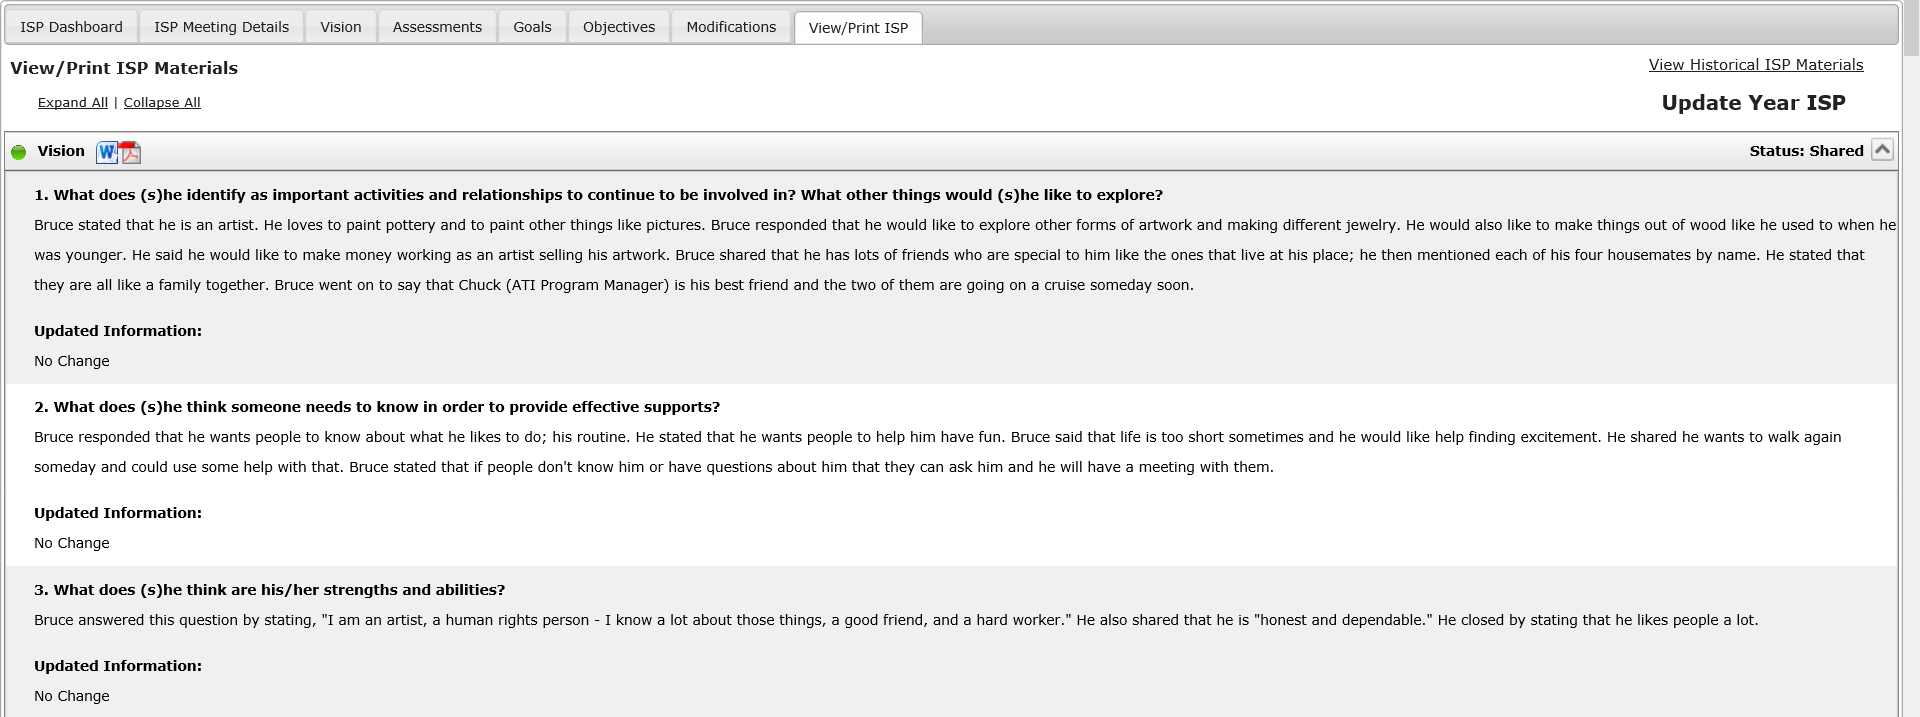 ISP Dashboard ISP Meeting Details Vision Assessments Goals Objectives Modifications View/Print ISP
View/Print ISP Materials
View Historical ISP Materials
Expand All | Collapse All
Update Year ISP
Vision
Status: Shared
1. What does (s)he identify as important activities and relationships to continue to be involved in? What other things would (s)he like to explore?
Bruce stated that he is an artist. He loves to paint pottery and to paint other things like pictures. Bruce responded that he would like to explore other forms of artwork and making different jewelry. He would also like to make things out of wood like he used to when he
was younger. He said he would like to make money working as an artist selling his artwork. Bruce shared that he has lots of friends who are special to him like the ones that live at his place; he then mentioned each of his four housemates by name. He stated that
they are all like a family together. Bruce went on to say that Chuck (ATI Program Manager) is his best friend and the two of them are going on a cruise someday soon.
Updated Information:
No Change
2. What does (s)he think someone needs to know in order to provide effective supports?
Bruce responded that he wants people to know about what he likes to do; his routine. He stated that he wants people to help him have fun. Bruce said that life is too short sometimes and he would like help finding excitement. He shared he wants to walk again
someday and could use some help with that. Bruce stated that if people don't know him or have questions about him that they can ask him and he will have a meeting with them.
Updated Information:
No Change
3. What does (s)he think are his/her strengths and abilities?
Bruce answered this question by stating, "I am an artist, a human rights person - I know a lot about those things, a good friend, and a hard worker." He also shared that he is "honest and dependable." He closed by stating that he likes people a lot.
Updated Information:
No Change